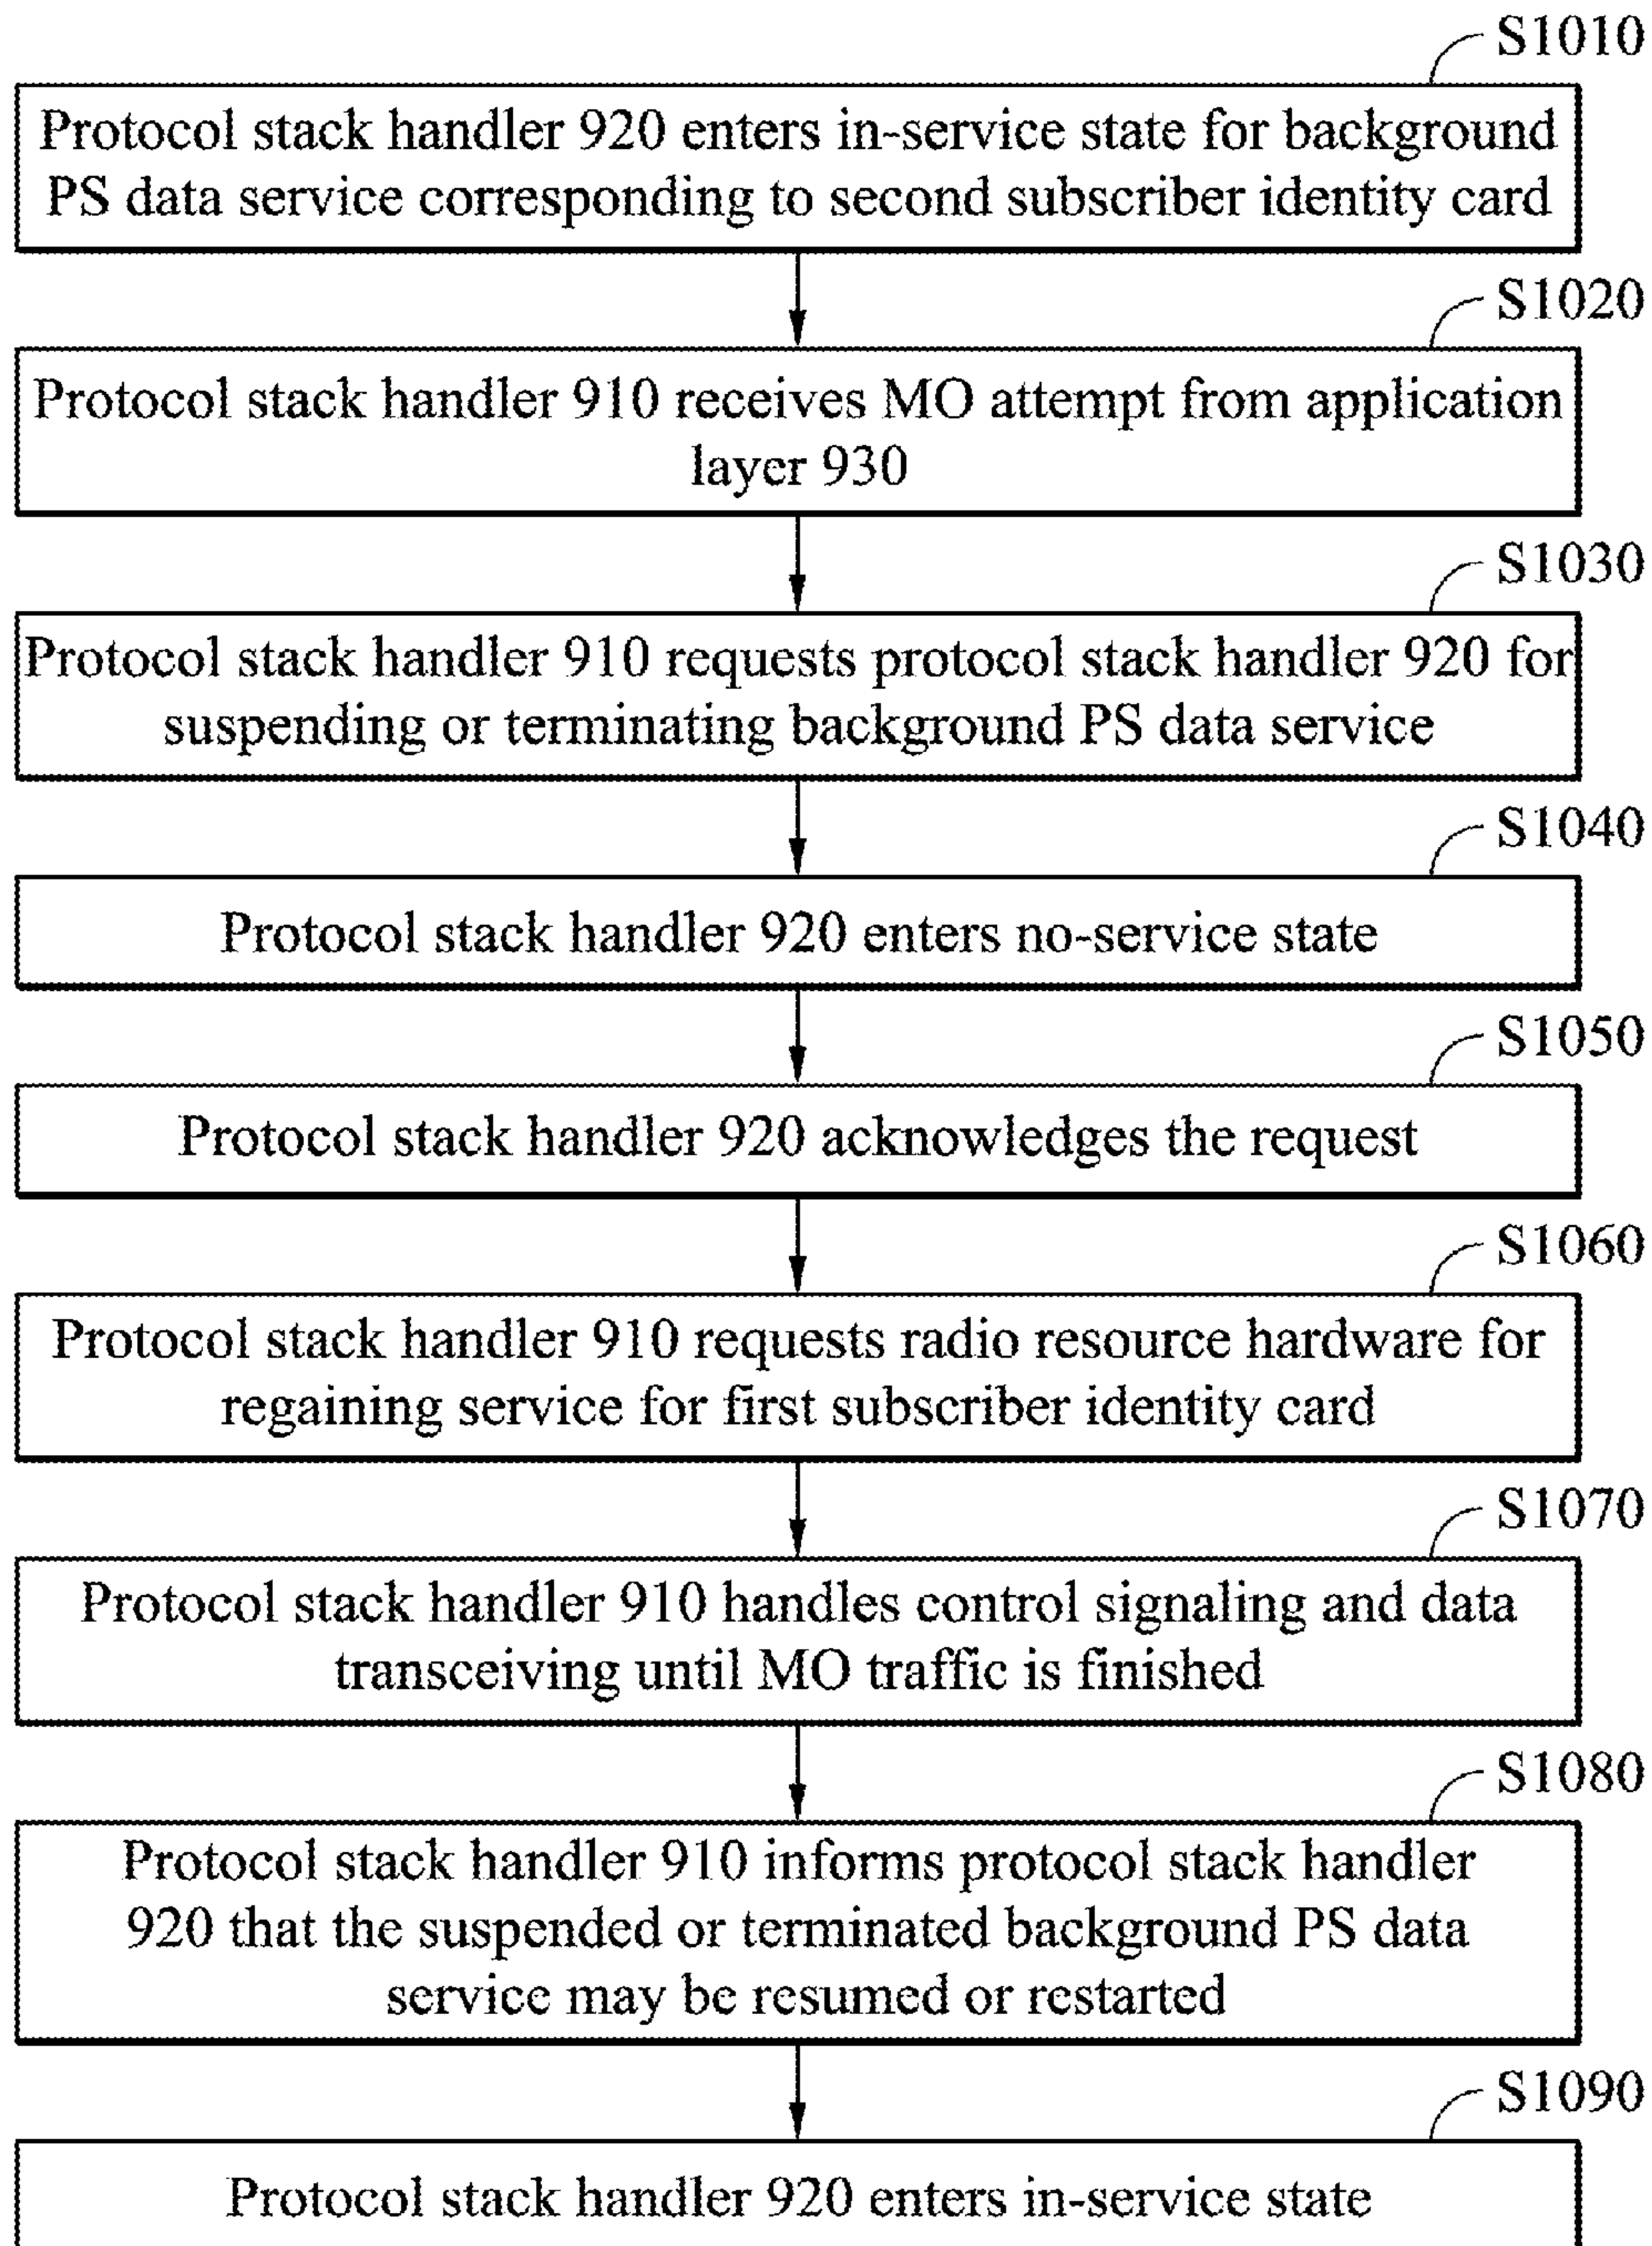 S1010
Protocol stack handler 920 enters in-service state for background
PS data service corresponding to second subscriber identity card
S1020
Protocol stack handler 910 receives MO attempt from application
layer 930
S1030
Protocol stack handler 910 requests protocol stack handler 920 for
suspending or terminating background PS data service
S1040
Protocol stack handler 920 enters no-service state
S1050
Protocol stack handler 920 acknowledges the request
S1060
Protocol stack handler 910 requests radio resource hardware for
regaining service for first subscriber identity card
S1070
Protocol stack handler 910 handles control signaling and data
transceiving until MO traffic is finished
S1080
Protocol stack handler 910 informs protocol stack handler
920 that the suspended or terminated background PS data
service may be resumed or restarted
S1090
Protocol stack handler 920 enters in-service state